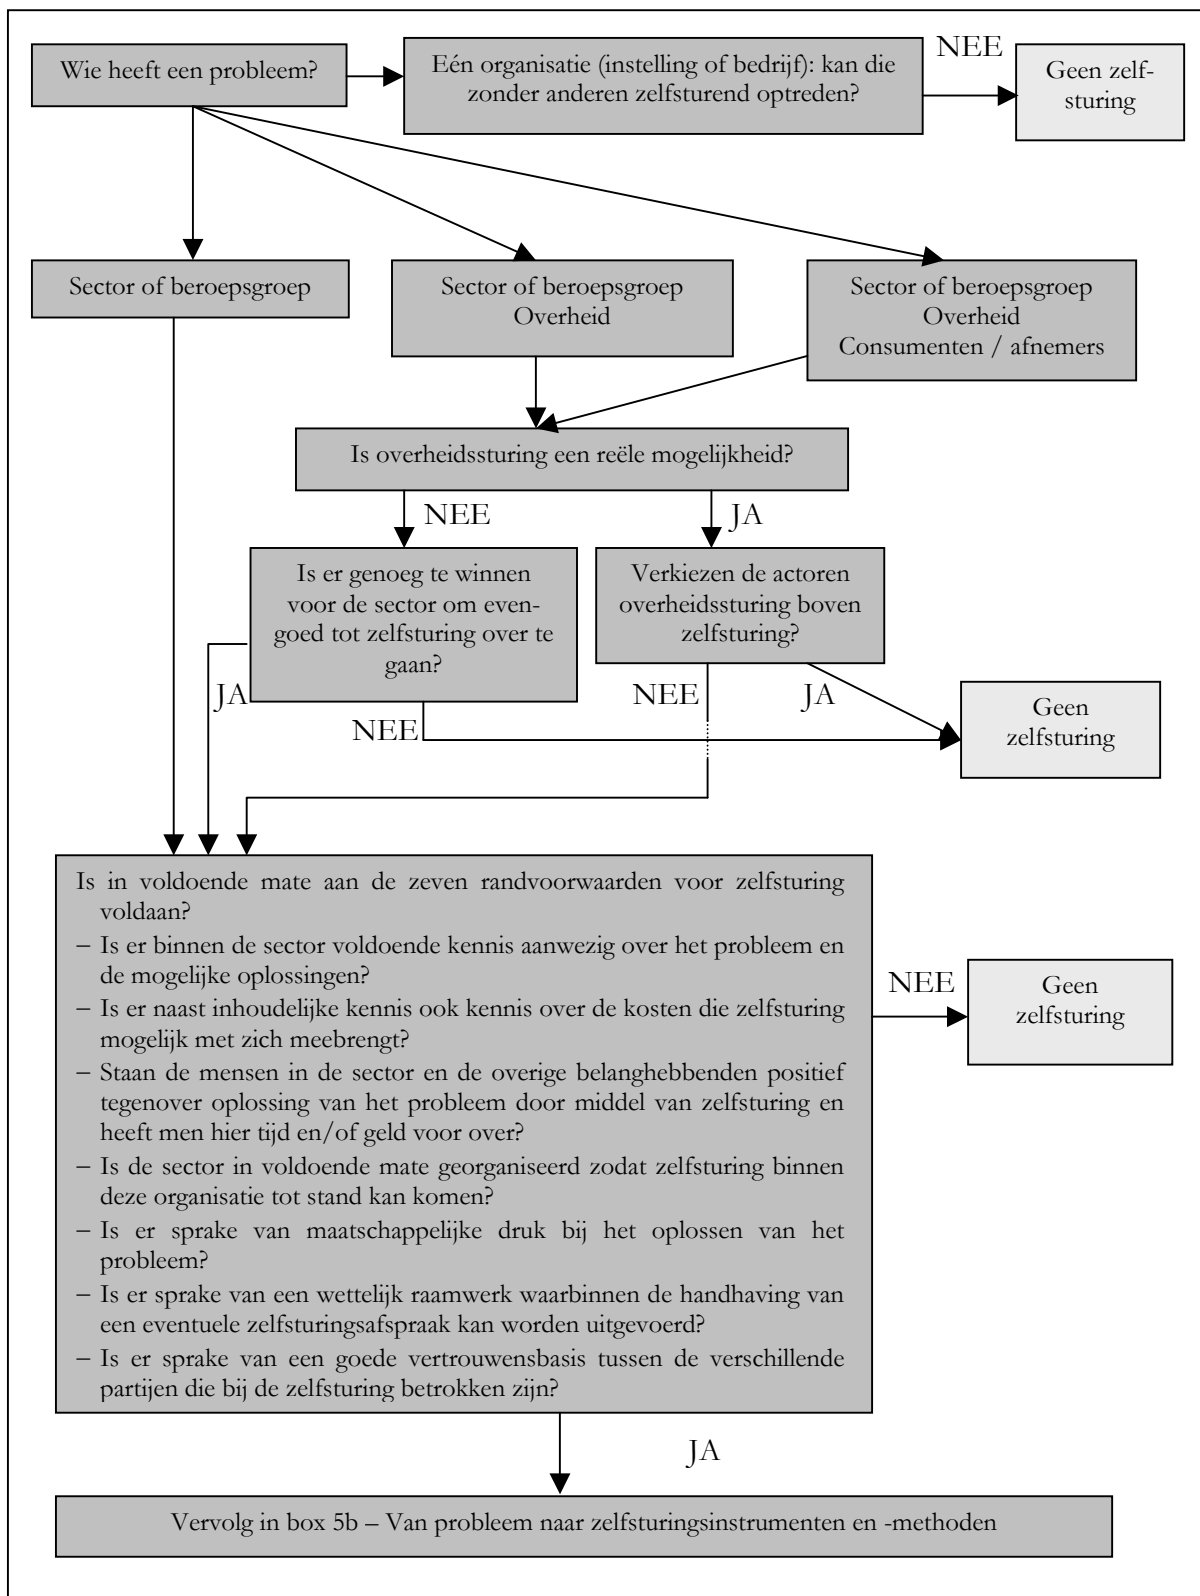 Wie heeft een probleem?
Eén organisatie (instelling of bedrijf): kan die
zonder anderen zelfsturend optreden?
NEE
Geen zelf-
sturing
Sector of beroepsgroep
Sector of beroepsgroep
Overheid
Sector of beroepsgroep
Overheid
Consumenten / afnemers
Is overheidssturing een reële mogelijkheid?
NEE
JA
Is er genoeg te winnen
voor de sector om even-
goed tot zelfsturing over te
gaan?
Verkiezen de actoren
overheidssturing boven
zelfsturing?
JA
NEE
NEE
JA
Geen
zelfsturing
Is in voldoende mate aan de zeven randvoorwaarden voor zelfsturing
voldaan?
– Is er binnen de sector voldoende kennis aanwezig over het probleem en
de mogelijke oplossingen?
– Is er naast inhoudelijke kennis ook kennis over de kosten die zelfsturing
mogelijk met zich meebrengt?
– Staan de mensen in de sector en de overige belanghebbenden positief
tegenover oplossing van het probleem door middel van zelfsturing en
heeft men hier tijd en/of geld voor over?
– Is de sector in voldoende mate georganiseerd zodat zelfsturing binnen
deze organisatie tot stand kan komen?
– Is er sprake van maatschappelijke druk bij het oplossen van het
probleem?
– Is er sprake van een wettelijk raamwerk waarbinnen de handhaving van
een eventuele zelfsturingsafspraak kan worden uitgevoerd?
– Is er sprake van een goede vertrouwensbasis tussen de verschillende
partijen die bij de zelfsturing betrokken zijn?
NEE
Geen
zelfsturing
JA
Vervolg in box 5b – Van probleem naar zelfsturingsinstrumenten en -methoden